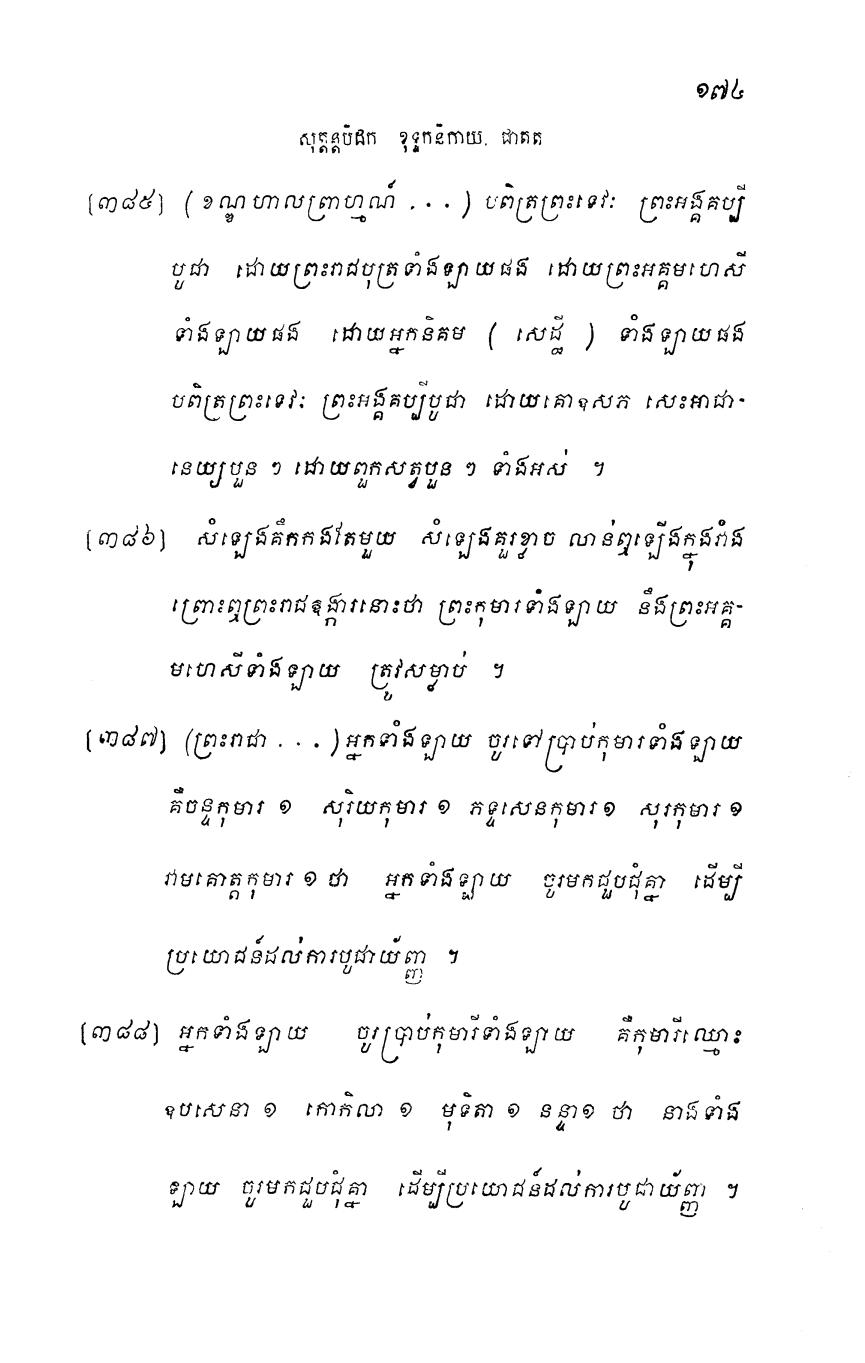 ១៧៤
សុត្តន្តបិដក ខុទ្ទកនិកាយ. ជាតក
[៣៨៥] (ខណ្ឌហាលព្រាហ្មណ៍ . . . ) បពិត្រព្រះទេវៈ ព្រះអង្គគប្បី
បូជា ដោយព្រះរាជបុត្រទាំងឡាយផង ដោយព្រះអគ្គមហេសី
ទាំងឡាយផង ដោយអ្នកនិគម ( សេដ្ឋី ) ទាំងឡាយផង
បពិត្រព្រះទេវៈ ព្រះអង្គគប្បីបូជា ដោយគោឧសភ សេះអាជា-
នេយ្យបួន ៗ ដោយពួកសត្វបួន ៗ ទាំងអស់ ។
[៣៨៦] សំឡេងគឹកកងតែមួយ សំឡេងគួរខ្លាច លាន់ឮឡើងក្នុងវាំង
ព្រោះឮព្រះរាជឱង្ការនោះថា ព្រះកុមារទាំងឡាយ នឹងព្រះអគ្គ-
មហេសីទាំងឡាយ ត្រូវសម្លាប់ ។
[៣៨៧] (ព្រះរាជា . . . ) អ្នកទាំងឡាយ ចូរទៅប្រាប់កុមារទាំងឡាយ
គឺចន្ទកុមារ ១ សុរិយកុមារ ១ ភទ្ទសេនកុមារ ១ សុរកុមារ ១
រាមគោត្តកុមារ ១ ថា អ្នកទាំងឡាយ ចូរមកជួបជុំគ្នា ដើម្បី
ប្រយោជន៍ដល់ការបូជាយ័ញ្ញ ។
[៣៨៨] អ្នកទាំងឡាយ ចូរប្រាប់កុមារីទាំងឡាយ គឺកុមារីឈ្មោះ
ឧបសេនា ១ កោកិលា ១ មុទិតា ១ នន្ទា ១ ថា នាងទាំង
ឡាយ ចូរមកជួបជុំគ្នា ដើម្បីប្រយោជន៍ដល់ការបូជាយ័ញ្ញ ។